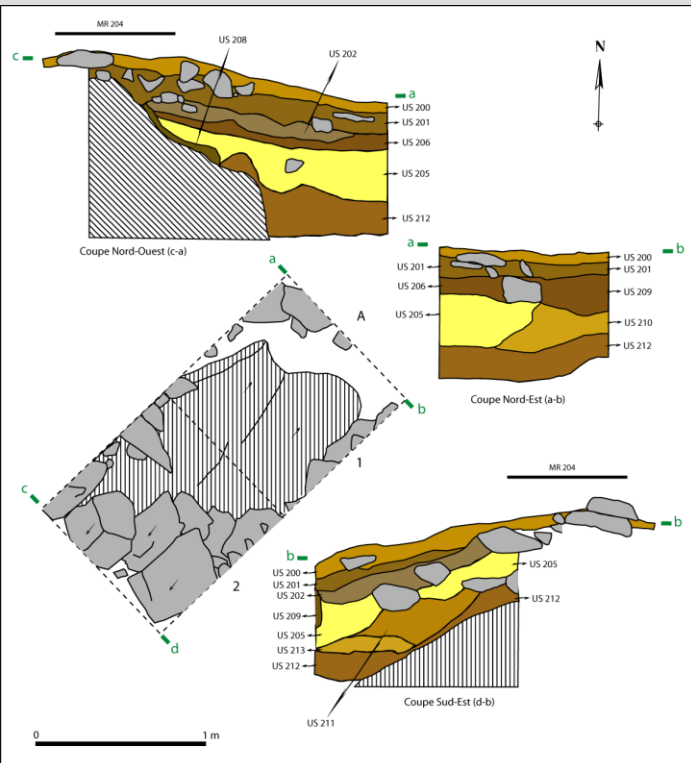 MR 204
US 208
US 202
N
c
a
US 200
US 201
US 206
US 205
US 212
Coupe Nord-Ouest (c-a)
a
b
US 201
US 206
US 205
US 200
US 201
US 209
US 210
US 212
Coupe Nord-Est (a-b)
a
A
b
1
c
2
d
MR 204
b
b
US 200
US 201
US 202
US 209
US 205
US 213
US 212
US 205
US 212
US 211
Coupe Sud-Est (d-b)
0
1 m